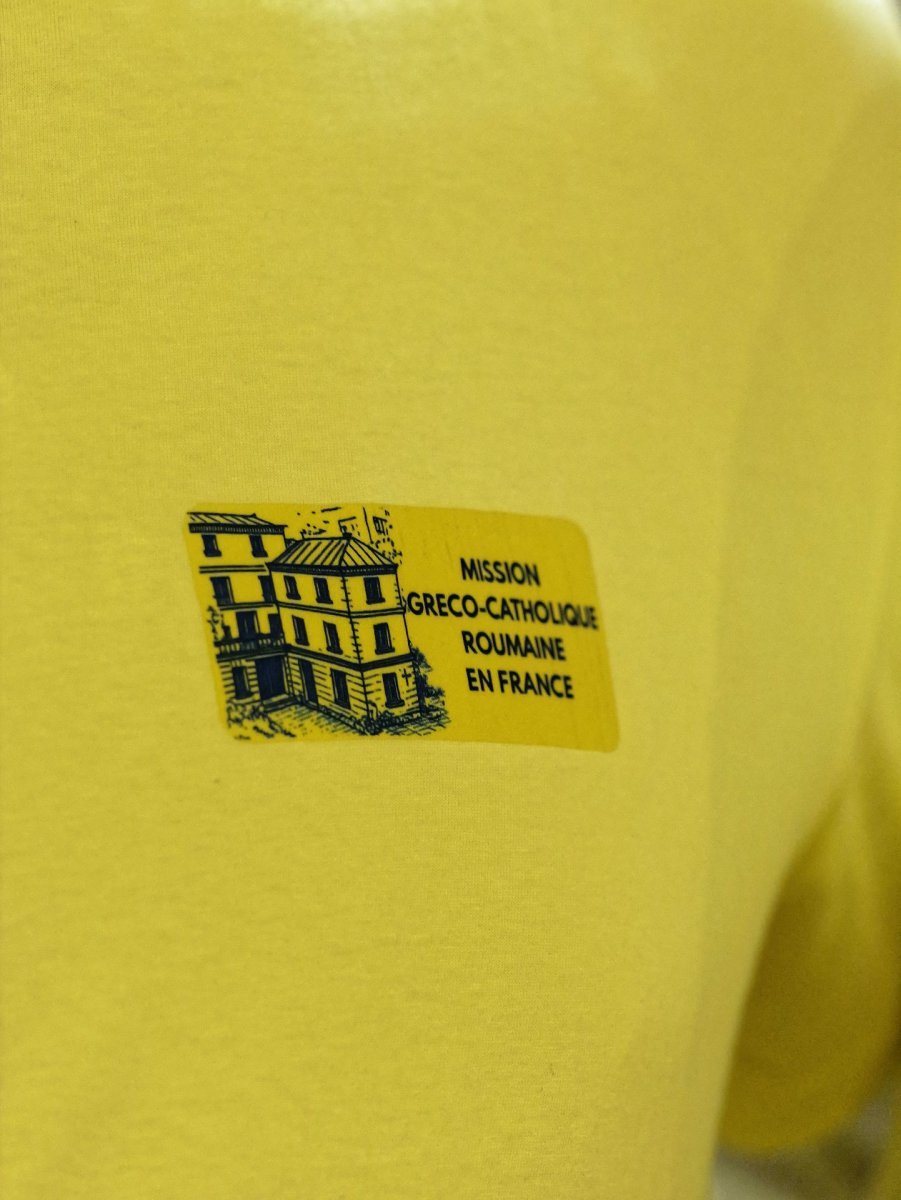 MISSION
GRECO-CATHOLIQUE
ROUMAINE
EN FRANCE